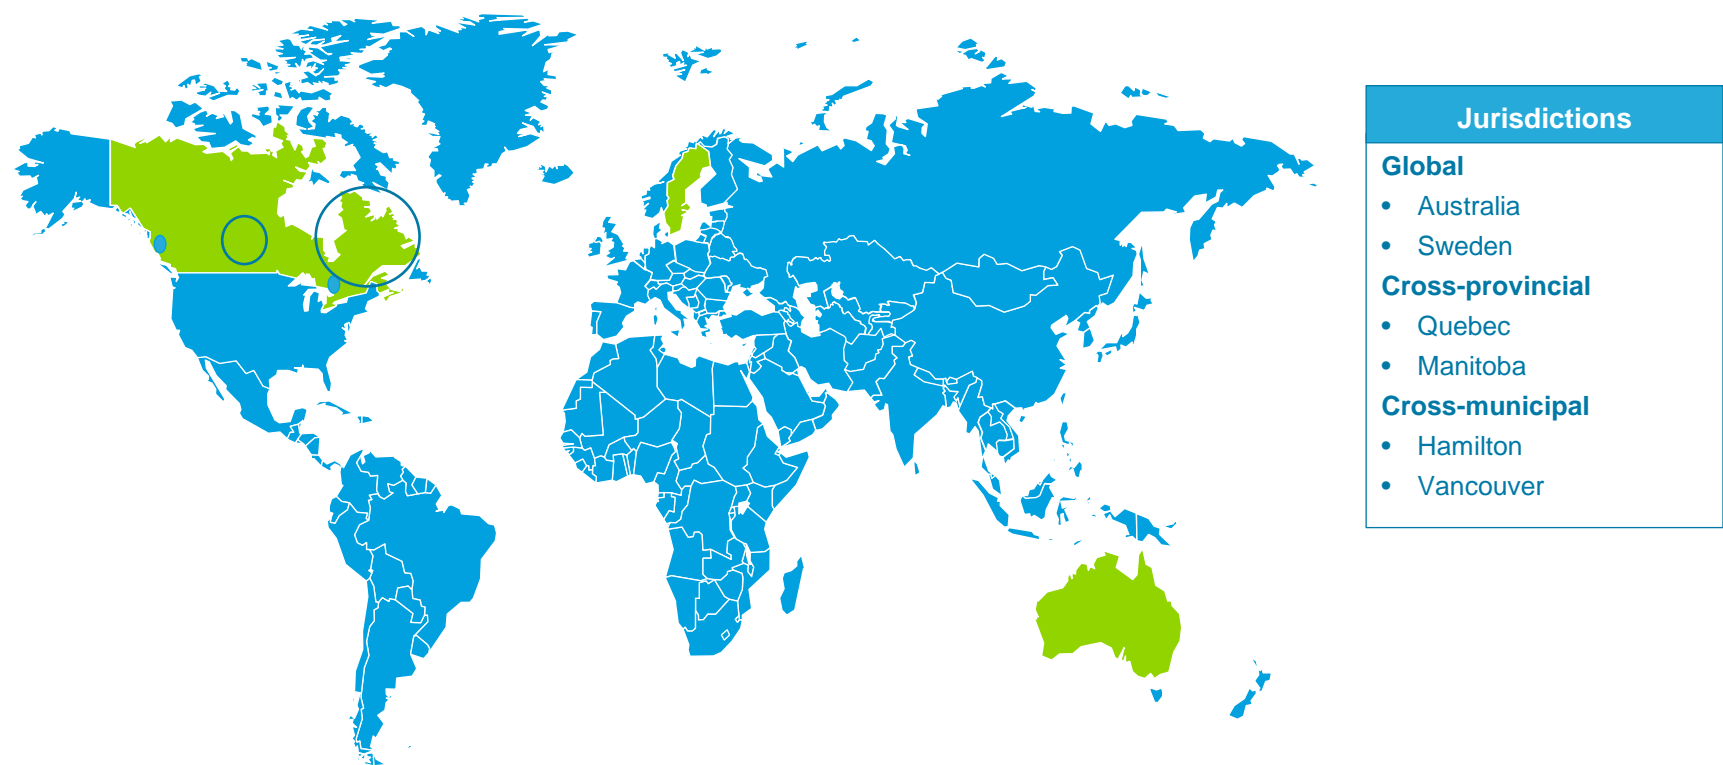 Jurisdictions
Global
• Australia
• Sweden
Cross-provincial
• Quebec
• Manitoba
Cross-municipal
• Hamilton
• Vancouver